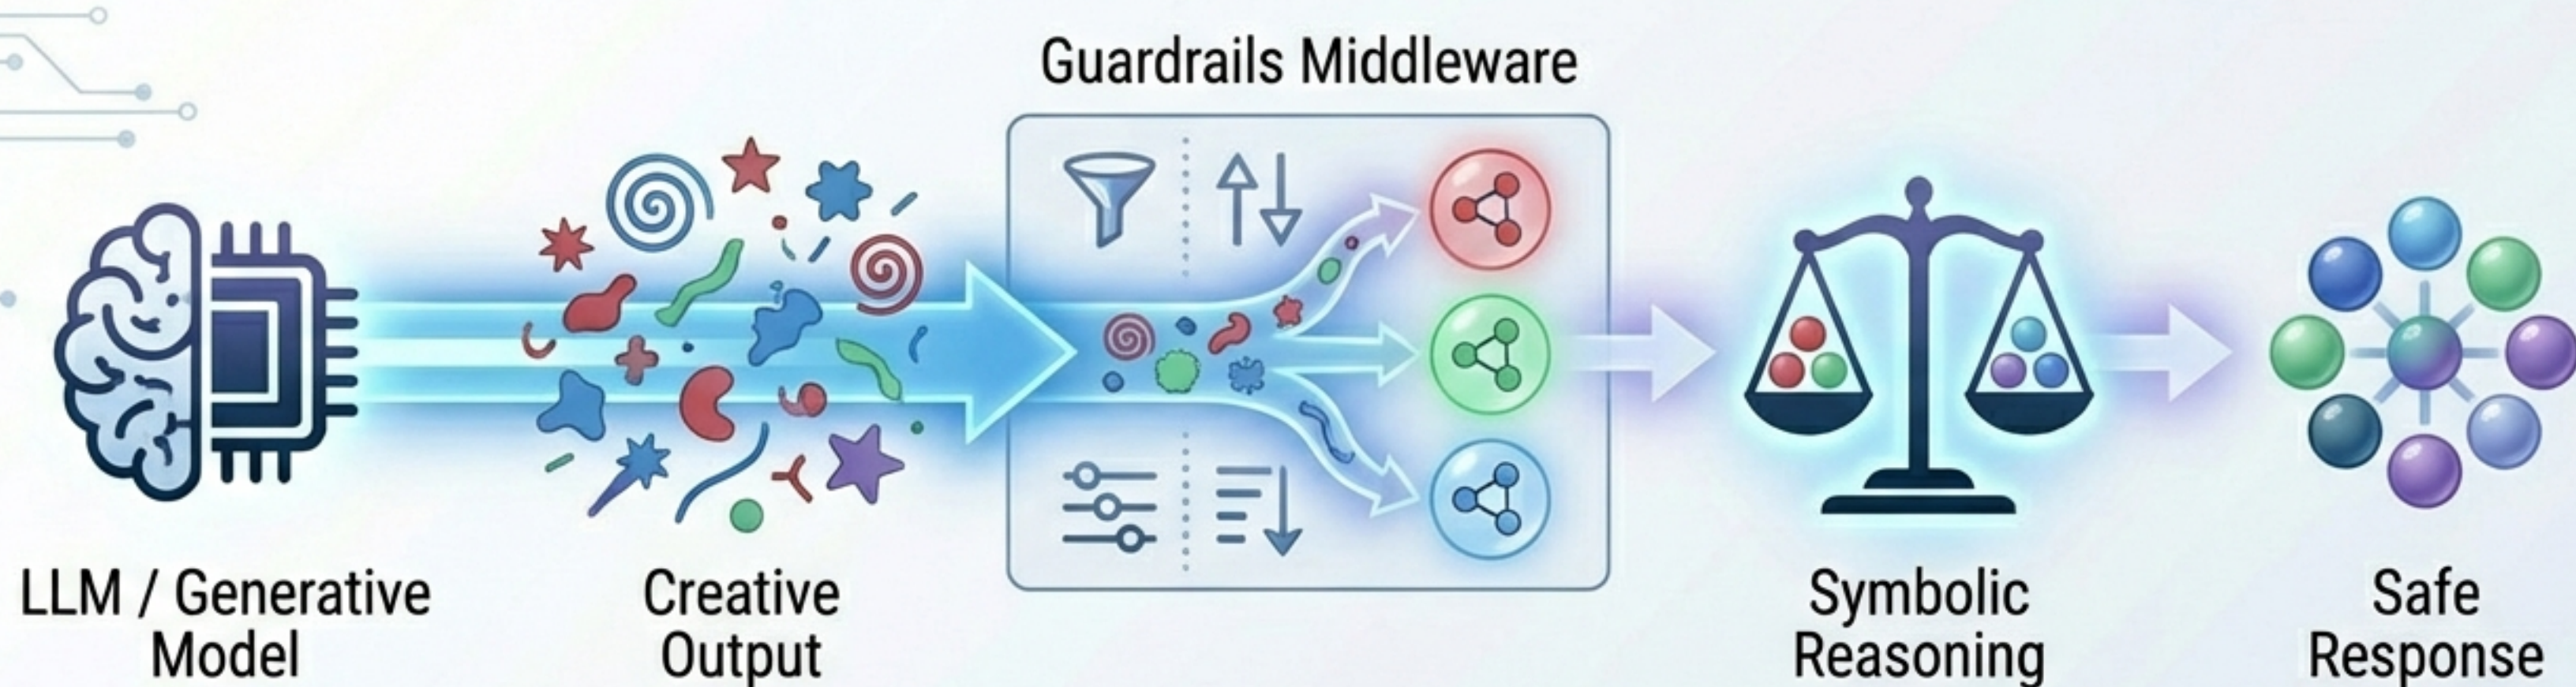 Guardrails Middleware
LLM / Generative
Model
Creative
Output
Symbolic
Reasoning
Safe
Response